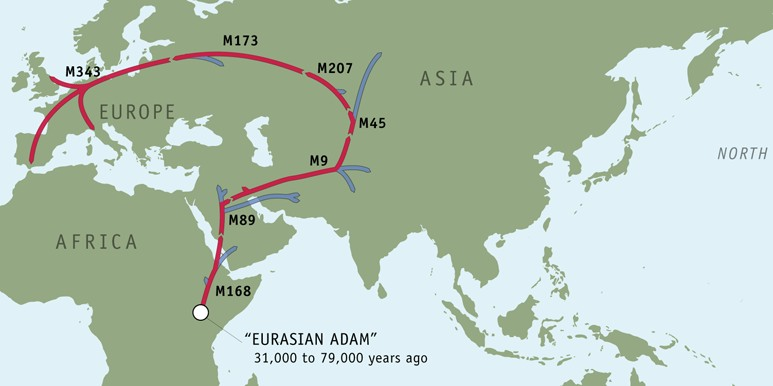 M173
M207
M343
ASIA
EUROPE
M45
NORTH
M9
M89
AFRICA
M168
“EURASIAN ADAM”
31,000 to 79,000 years ago